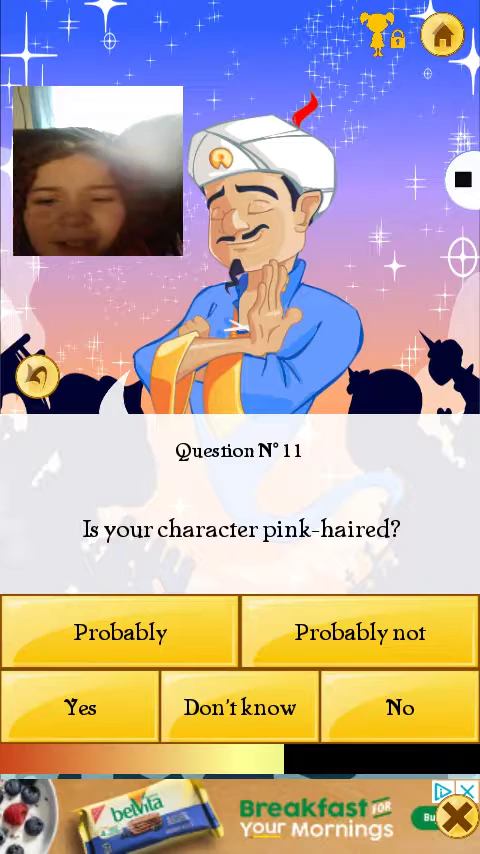 Question N° 11
Is your character pink-haired?
Probably
Probably not
Yes
Don't know
No
belVita
Breakfast FOR
Your Mornings